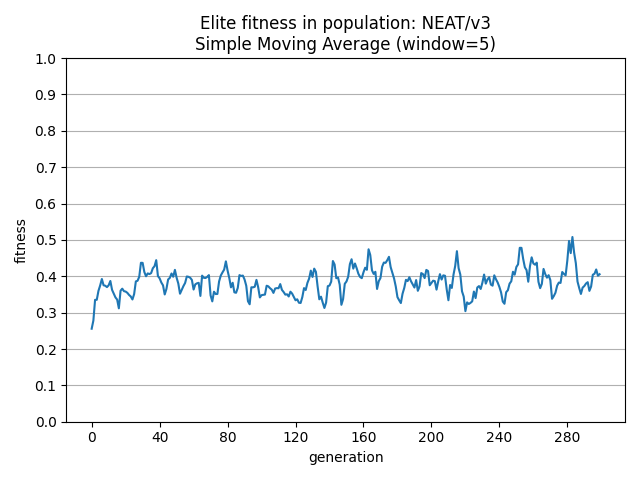 Elite fitness in population: NEAT/v3
Simple Moving Average (window=5)
1.0
0.9
0.8
0.7
0.6
0.5
0.4
0.3
0.2
0.1
0.0
fitness
0 40 80 120 160 200 240 280
generation